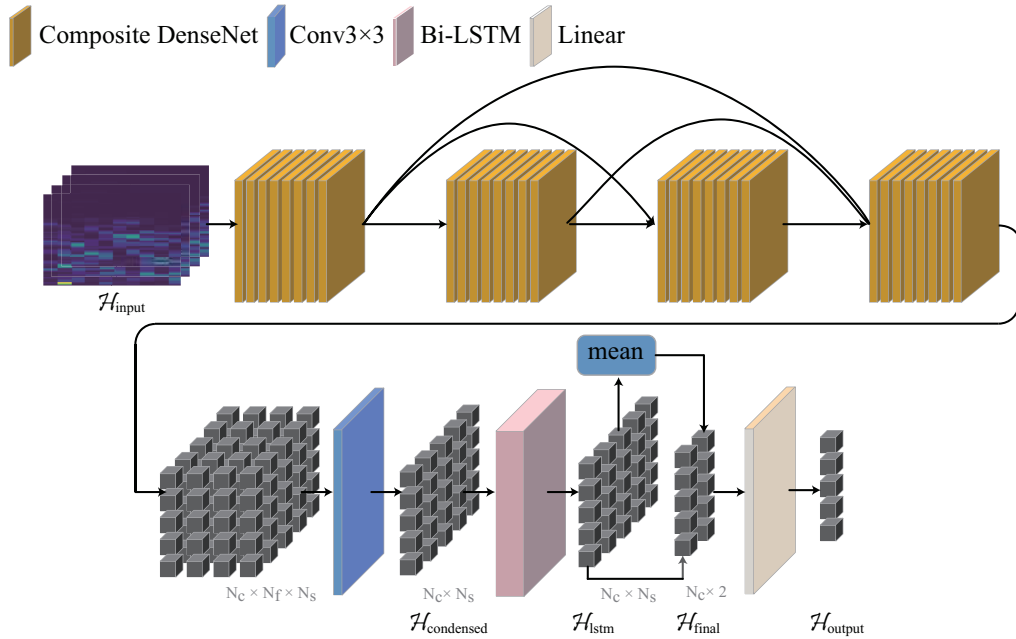 Composite DenseNet Conv3×3 Bi-LSTM Linear
ℋinput
mean
Nc × Nf × Ns Nc× Ns Nc × Ns Nc× 2
ℋcondensed ℋlstm ℋfinal ℋoutput